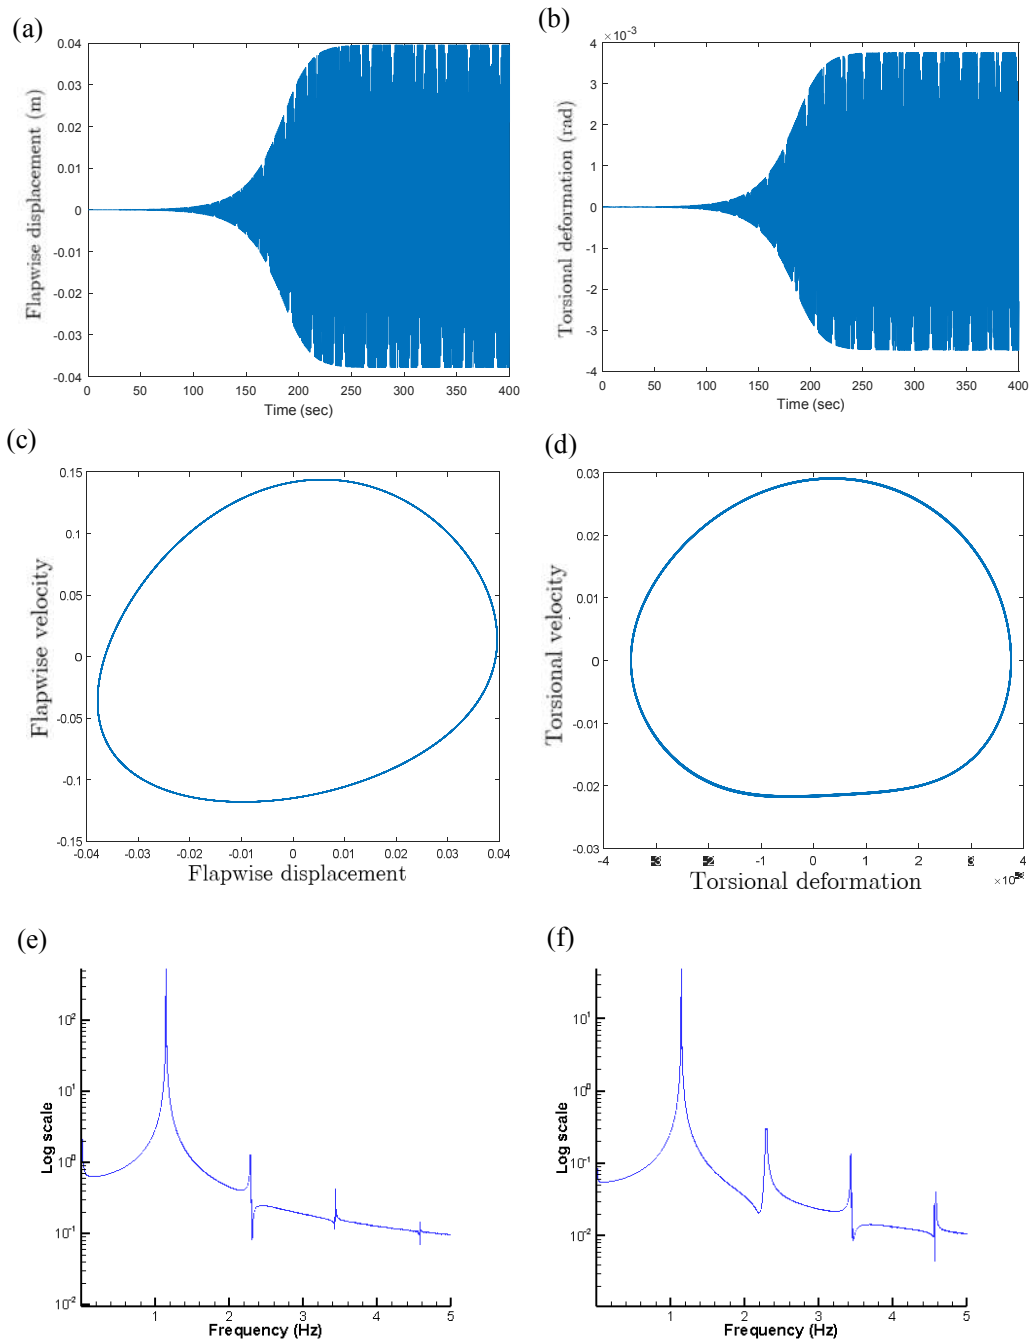 (a)
(b)
0.04
0.03
0.02
0.01
0
-0.01
-0.02
-0.03
-0.04
Flapwise displacement (m)
0 50 100 150 200 250 300 350 400
Time (sec)
×10⁻³
4
3
2
1
0
-1
-2
-3
-4
Torsional deformation (rad)
0 50 100 150 200 250 300 350 400
Time (sec)
(c)
(d)
0.15
0.1
0.05
0
-0.05
-0.1
-0.15
Flapwise velocity
-0.04 -0.03 -0.02 -0.01 0 0.01 0.02 0.03 0.04
Flapwise displacement
0.03
0.02
0.01
0
-0.01
-0.02
-0.03
Torsional velocity
-4 -1 0 1 2 4
×10
Torsional deformation
(e)
(f)
10²
10¹
10⁰
10⁻¹
10⁻²
Log scale
1 2 3 4 5
Frequency (Hz)
10¹
10⁰
10⁻¹
10⁻²
Log scale
1 2 3 4 5
Frequency (Hz)